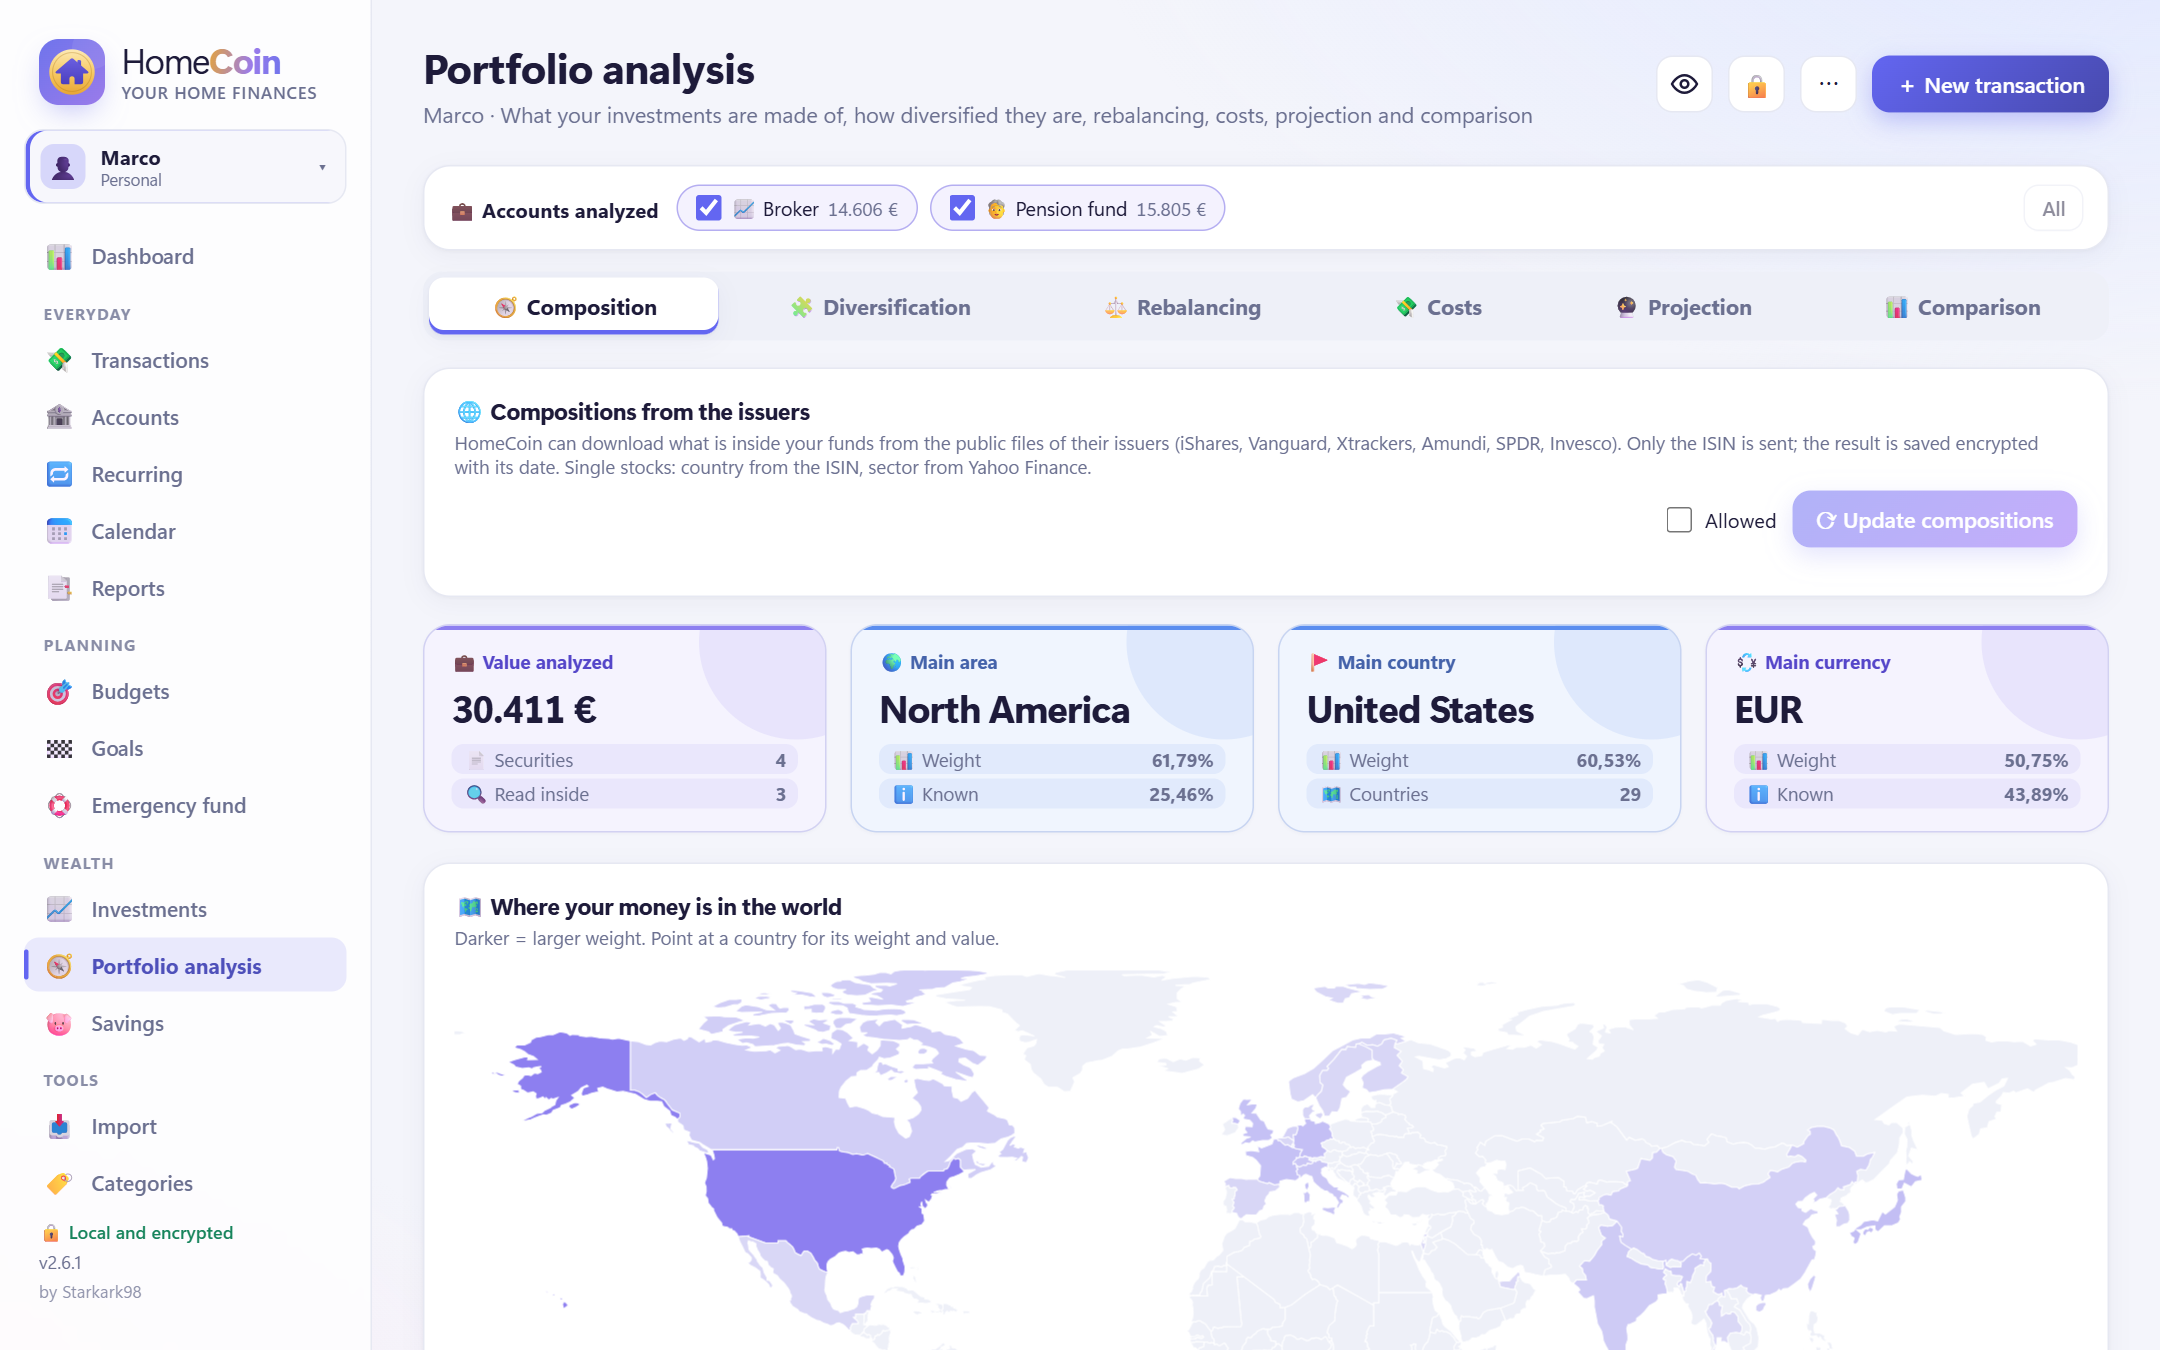 HomeCoin
YOUR HOME FINANCES
Marco
Personal
Dashboard
EVERYDAY
Transactions
Accounts
Recurring
Calendar
Reports
PLANNING
Budgets
Goals
Emergency fund
WEALTH
Investments
Portfolio analysis
Savings
TOOLS
Import
Categories
Local and encrypted
v2.6.1
by Starkark98
Portfolio analysis
Marco · What your investments are made of, how diversified they are, rebalancing, costs, projection and comparison
+ New transaction
Accounts analyzed
Broker 14.606 €
Pension fund 15.805 €
All
Composition
Diversification
Rebalancing
Costs
Projection
Comparison
Compositions from the issuers
HomeCoin can download what is inside your funds from the public files of their issuers (iShares, Vanguard, Xtrackers, Amundi, SPDR, Invesco). Only the ISIN is sent; the result is saved encrypted
with its date. Single stocks: country from the ISIN, sector from Yahoo Finance.
Allowed
Update compositions
Value analyzed
30.411 €
Securities 4
Read inside 3
Main area
North America
Weight 61,79%
Known 25,46%
Main country
United States
Weight 60,53%
Countries 29
Main currency
EUR
Weight 50,75%
Known 43,89%
Where your money is in the world
Darker = larger weight. Point at a country for its weight and value.